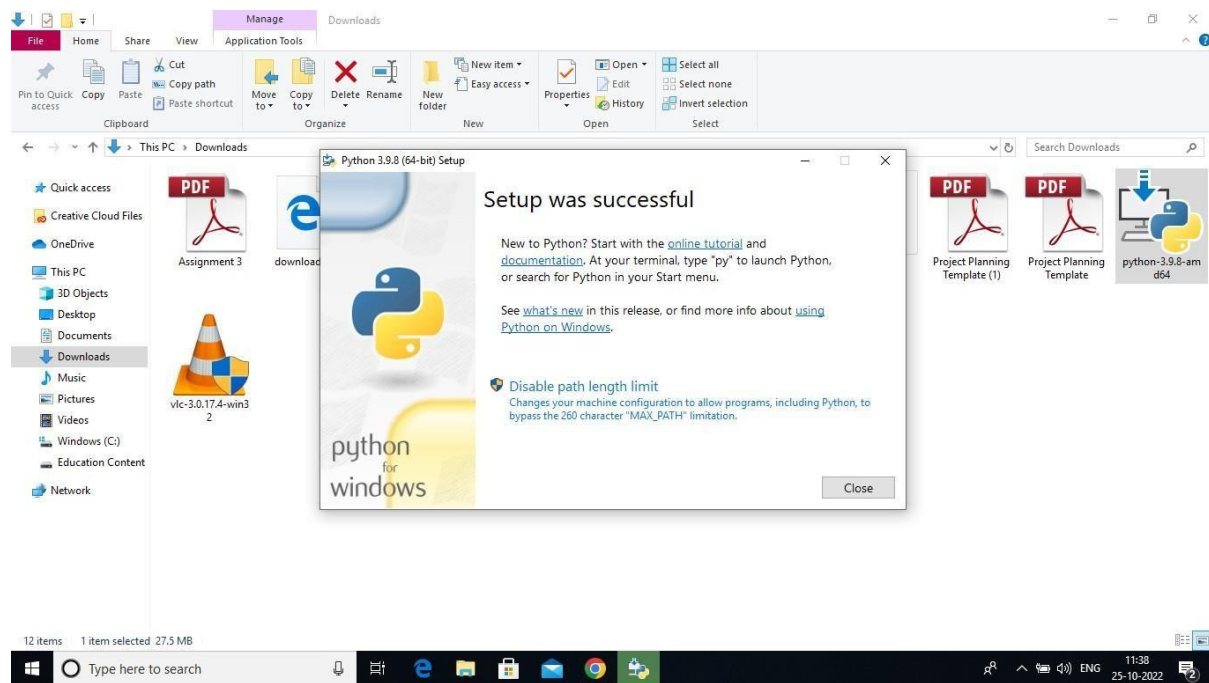 Manage
Downloads
File
Home
Share
View
Application Tools
Pin to Quick access
Copy
Paste
Cut
Copy path
Paste shortcut
Clipboard
Move to
Copy to
Delete
Rename
Organize
New folder
New item
Easy access
New
Properties
Open
Edit
History
Open
Select all
Select none
Invert selection
Select
This PC
Downloads
Search Downloads
Quick access
Creative Cloud Files
OneDrive
This PC
3D Objects
Desktop
Documents
Downloads
Music
Pictures
Videos
Windows (C:)
Education Content
Network
PDF
Assignment 3
download
vlc-3.0.17.4-win3
2
Python 3.9.8 (64-bit) Setup
Setup was successful
New to Python? Start with the online tutorial and
documentation. At your terminal, type "py" to launch Python,
or search for Python in your Start menu.
See what's new in this release, or find more info about using
Python on Windows.
Disable path length limit
Changes your machine configuration to allow programs, including Python, to
bypass the 260 character "MAX_PATH" limitation.
python
for
windows
Close
PDF
Project Planning
Template (1)
PDF
Project Planning
Template
python-3.9.8-am
d64
12 items
1 item selected 27.5 MB
Type here to search
ENG
11:38
25-10-2022
2